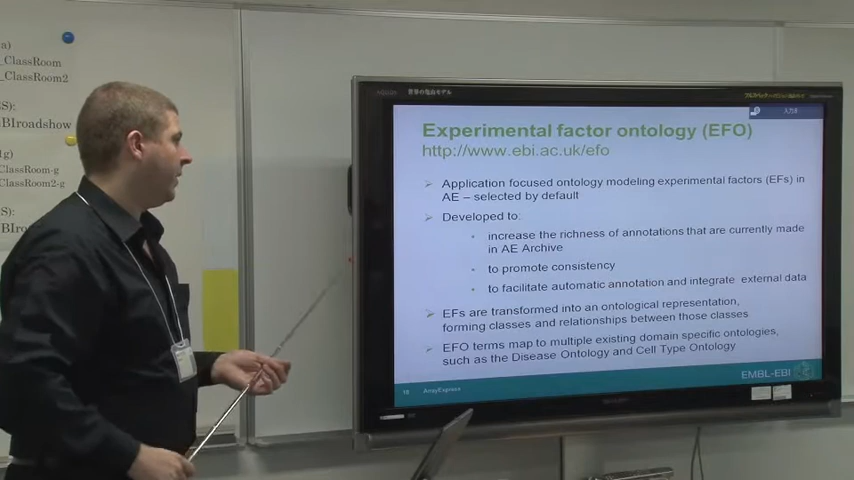 _ClassRoom
_ClassRoom2
BIRoadshow
ClassRoom-g
ClassRoom2-g
Experimental factor ontology (EFO)
http://www.ebi.ac.uk/efo
Application focused ontology modeling experimental factors (EFs) in
AE – selected by default
Developed to:
increase the richness of annotations that are currently made
in AE Archive
to promote consistency
to facilitate automatic annotation and integrate external data
EFs are transformed into an ontological representation,
forming classes and relationships between those classes
EFO terms map to multiple existing domain specific ontologies,
such as the Disease Ontology and Cell Type Ontology
EMBL-EBI
ArrayExpress